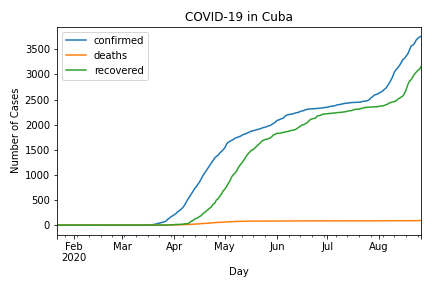 COVID-19 in Cuba
confirmed
deaths
recovered
Number of Cases
3500
3000
2500
2000
1500
1000
500
0
Feb Mar Apr May Jun Jul Aug
2020
Day